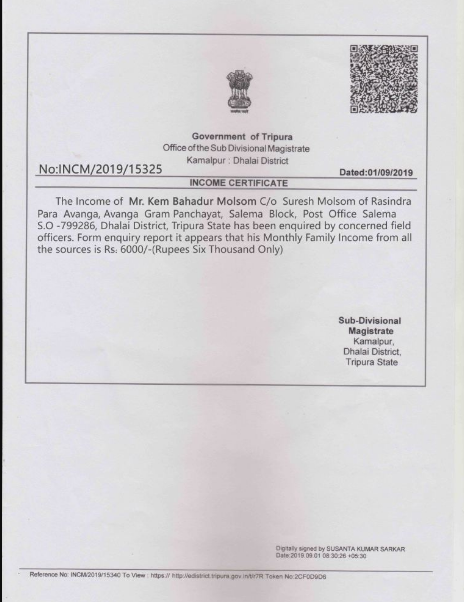 Government of Tripura
Office of the Sub Divisional Magistrate
Kamalpur : Dhalai District
No:INCM/2019/15325
Dated:01/09/2019
INCOME CERTIFICATE
The Income of Mr. Kem Bahadur Molsom C/o Suresh Molsom of Rasindra
Para Avanga, Avanga Gram Panchayat, Salema Block, Post Office Salema
S.O -799286, Dhalai District, Tripura State has been enquired by concerned field
officers. Form enquiry report it appears that his Monthly Family Income from all
the sources is Rs. 6000/-(Rupees Six Thousand Only)
Sub-Divisional
Magistrate
Kamalpur,
Dhalai District,
Tripura State
Digitally signed by SUSANTA KUMAR SARKAR
Date:2019.09.01 08:30:26 +05:30
Reference No: INCM/2019/15340 To View : https:// http://edistrict.tripura.gov.in/ Token No:2CF0D9D6